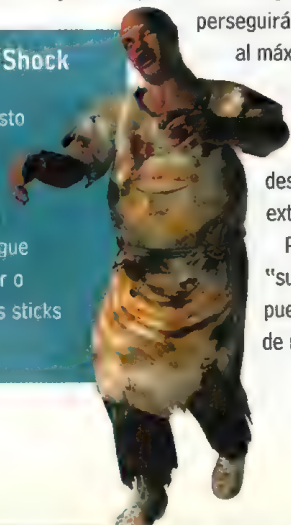 Shock
sto
gue
r o
s sticks
perseguirá
al máx
des
ext
"su
pue
de